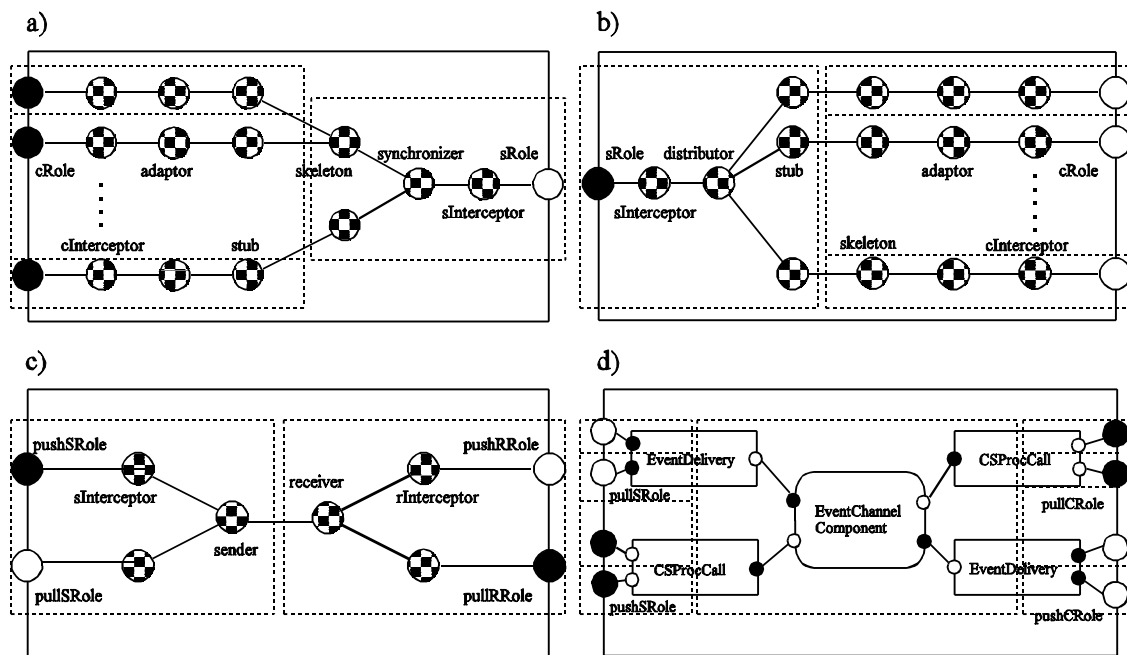 a)
cRole
adaptor
skeleton
synchronizer
sRole
sInterceptor
cInterceptor
stub
b)
sRole
distributor
sInterceptor
stub
adaptor
cRole
skeleton
cInterceptor
c)
pushSRole
sInterceptor
sender
pullSRole
receiver
pushRRole
rInterceptor
pullRRole
d)
EventDelivery
pullSRole
CSProcCall
pushSRole
EventChannel
Component
CSProcCall
pullCRole
EventDelivery
pushCRole